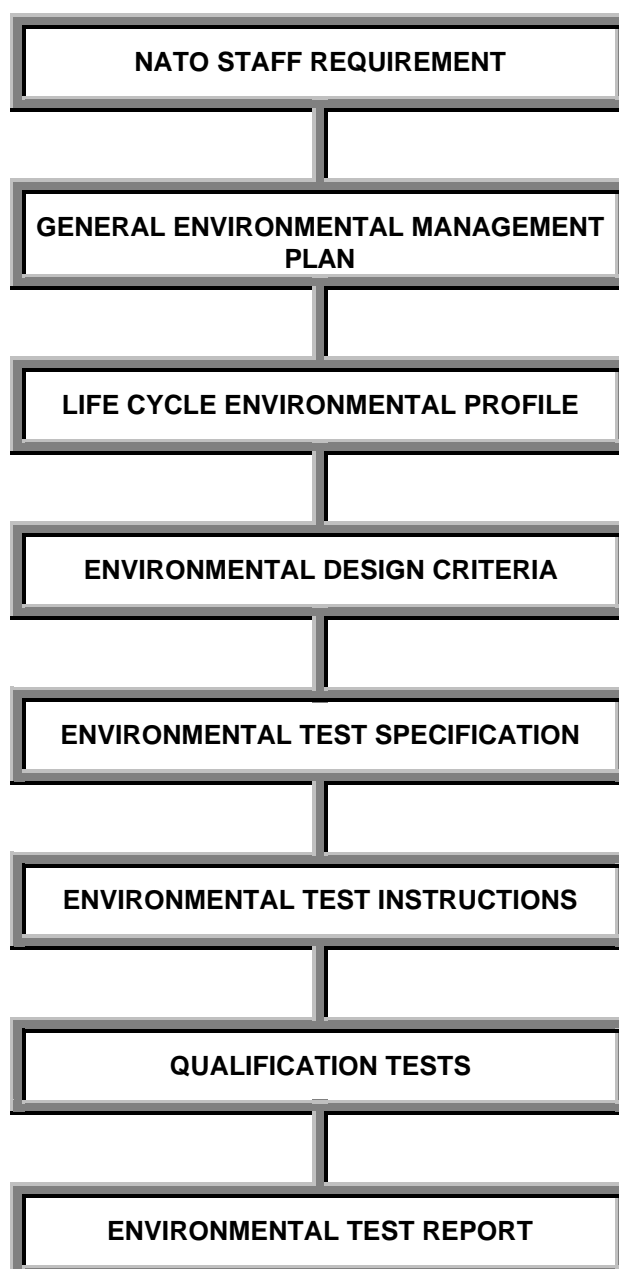 NATO STAFF REQUIREMENT
GENERAL ENVIRONMENTAL MANAGEMENT
PLAN
LIFE CYCLE ENVIRONMENTAL PROFILE
ENVIRONMENTAL DESIGN CRITERIA
ENVIRONMENTAL TEST SPECIFICATION
ENVIRONMENTAL TEST INSTRUCTIONS
QUALIFICATION TESTS
ENVIRONMENTAL TEST REPORT